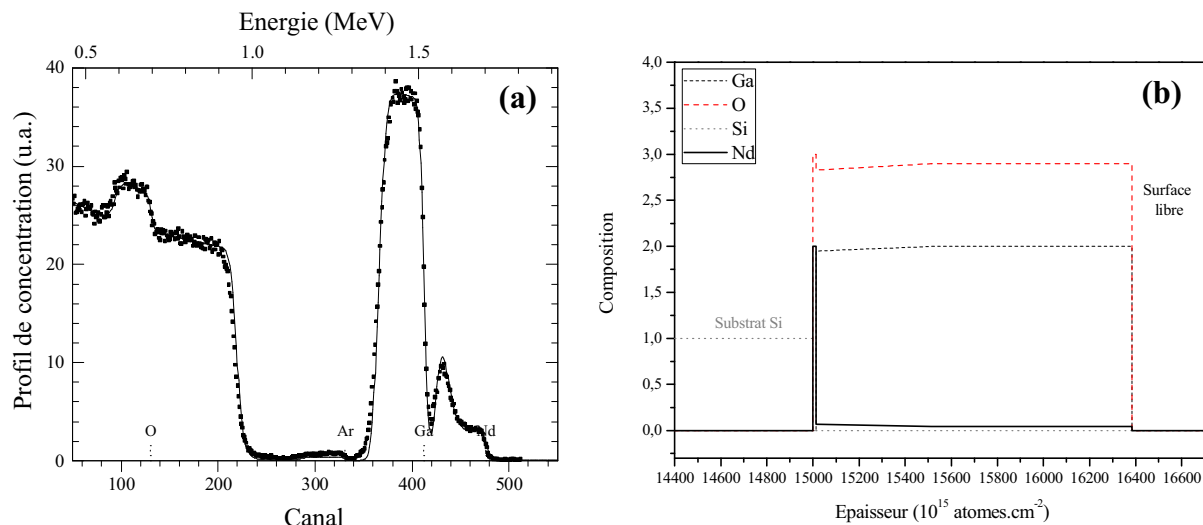 Energie (MeV)
0.5 1.0 1.5
(a)
Profil de concentration (u.a.)
40
30
20
10
0
O Ar Ga Nd
100 200 300 400 500
Canal
(b)
Ga
O
Si
Nd
Composition
4,0
3,5
3,0
2,5
2,0
1,5
1,0
0,5
0,0
Surface
libre
Substrat Si
14400 14600 14800 15000 15200 15400 15600 15800 16000 16200 16400 16600
Epaisseur (10¹⁵ atomes.cm⁻²)